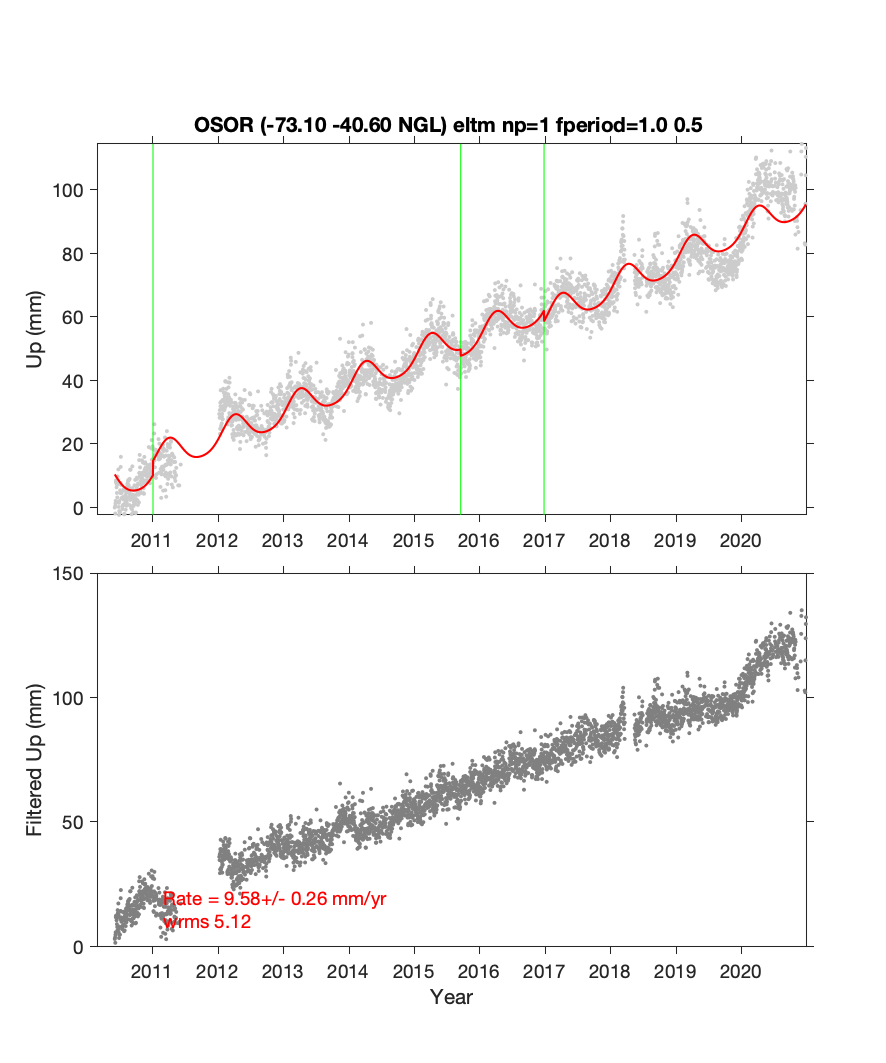 OSOR (-73.10 -40.60 NGL) eltm np=1 fperiod=1.0 0.5
Up (mm)
100
80
60
40
20
0
2011 2012 2013 2014 2015 2016 2017 2018 2019 2020
Filtered Up (mm)
150
100
50
0
Rate = 9.58+/- 0.26 mm/yr
wrms 5.12
2011 2012 2013 2014 2015 2016 2017 2018 2019 2020
Year